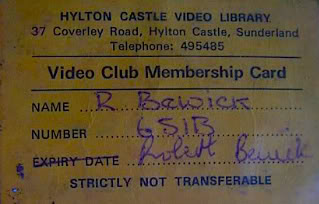 HYLTON CASTLE VIDEO LIBRARY
37 Coverley Road, Hylton Castle, Sunderland
Telephone: 495485
Video Club Membership Card
NAME R Bewick
NUMBER 651B
EXPIRY DATE Robert Bewick
STRICTLY NOT TRANSFERABLE